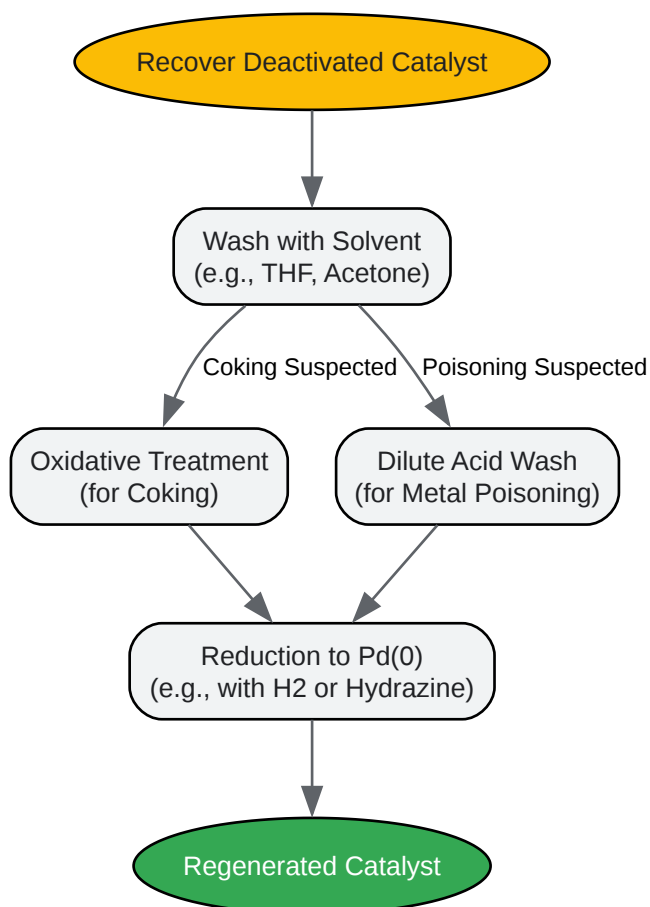 Recover Deactivated Catalyst
Wash with Solvent
(e.g., THF, Acetone)
Coking Suspected
Poisoning Suspected
Oxidative Treatment
(for Coking)
Dilute Acid Wash
(for Metal Poisoning)
Reduction to Pd(0)
(e.g., with H2 or Hydrazine)
Regenerated Catalyst